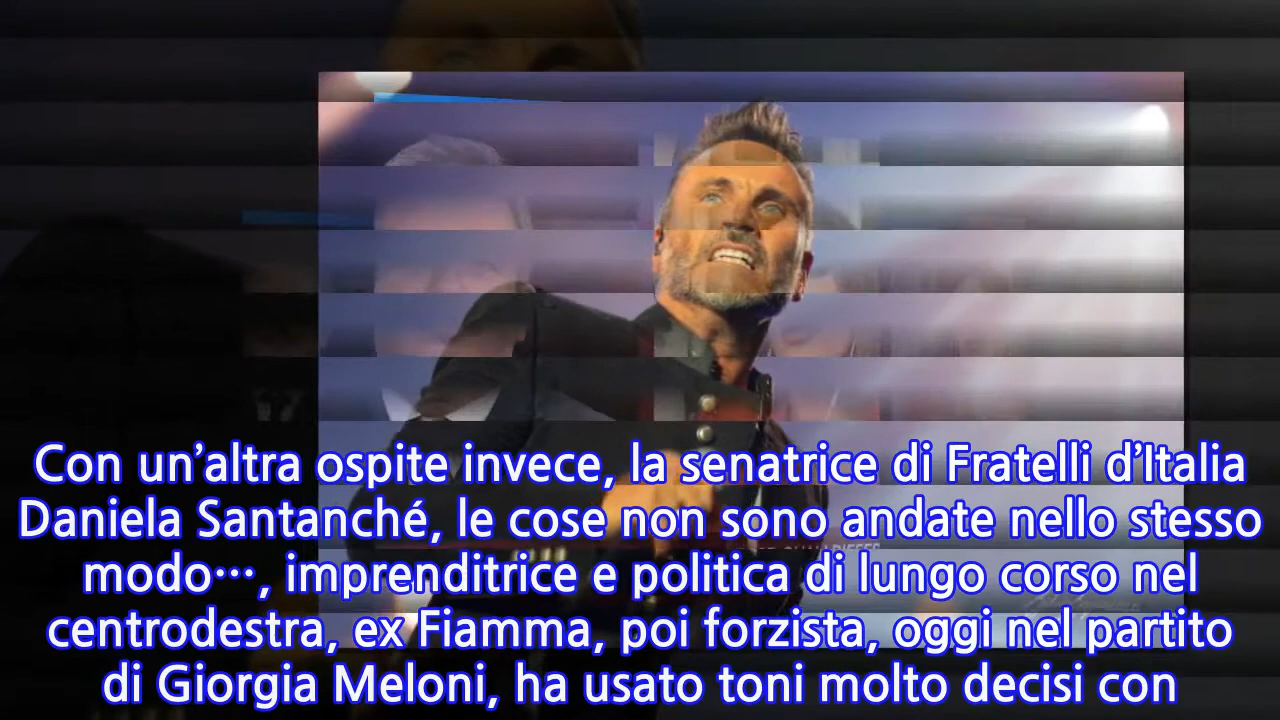 Con un’altra ospite invece, la senatrice di Fratelli d’Italia
Daniela Santanché, le cose non sono andate nello stesso
modo…, imprenditrice e politica di lungo corso nel
centrodestra, ex Fiamma, poi forzista, oggi nel partito
di Giorgia Meloni, ha usato toni molto decisi con